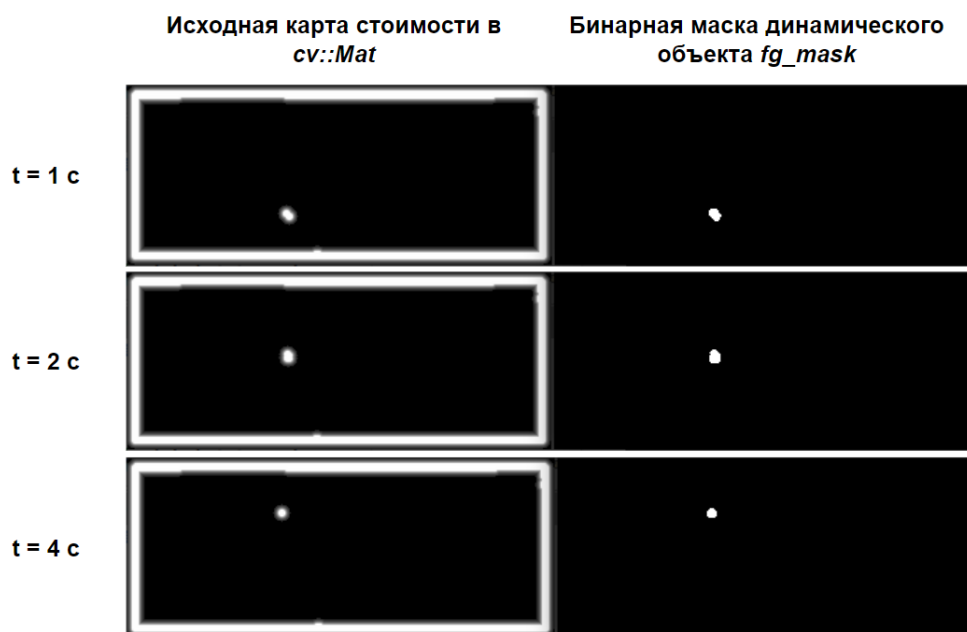 Исходная карта стоимости в
cv::Mat
Бинарная маска динамического
объекта fg_mask
t = 1 с
t = 2 с
t = 4 с